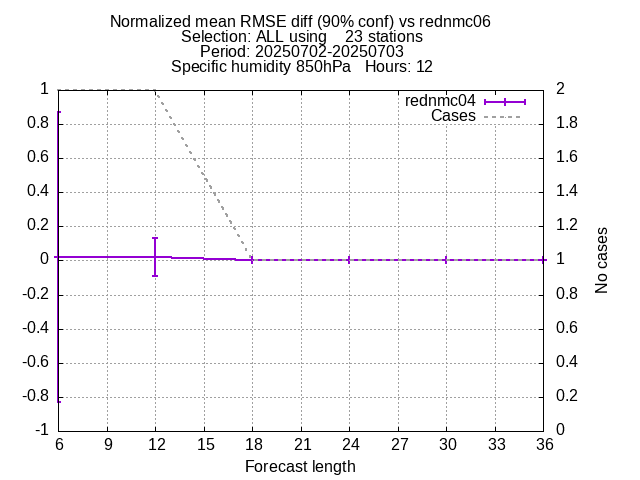 Normalized mean RMSE diff (90% conf) vs rednmc06
Selection: ALL using    23 stations
Period: 20250702-20250703
Specific humidity 850hPa   Hours: 12
rednmc04
Cases
1
0.8
0.6
0.4
0.2
0
-0.2
-0.4
-0.6
-0.8
-1
2
1.8
1.6
1.4
1.2
1
0.8
0.6
0.4
0.2
0
No cases
6 9 12 15 18 21 24 27 30 33 36
Forecast length